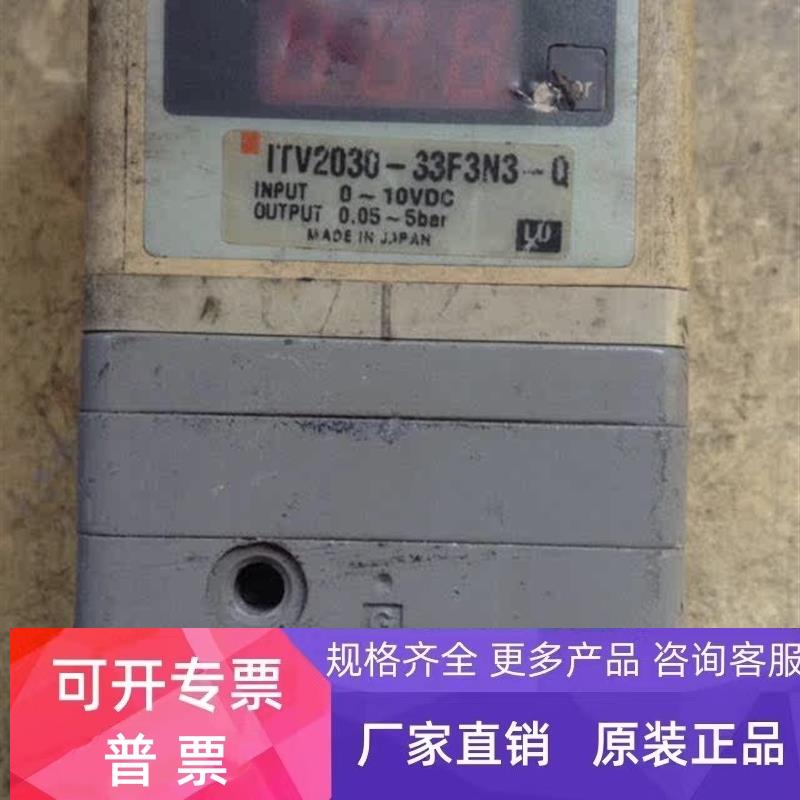 ITV2030-33F3N3-Q
INPUT 0~10VDC
OUTPUT 0.05~5bar
MADE IN JAPAN
可开专票
普票
规格齐全 更多产品 咨询客服
厂家直销 原装正品